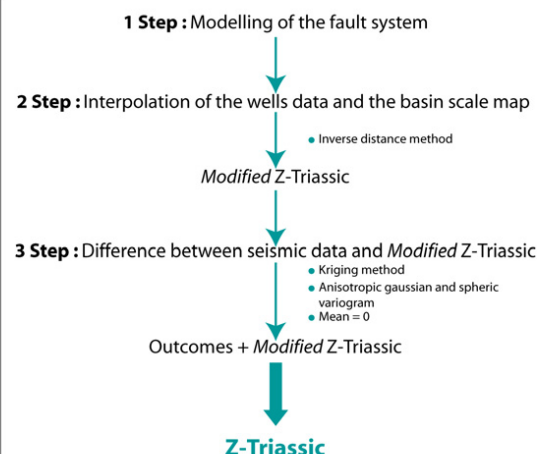 1 Step : Modelling of the fault system
2 Step : Interpolation of the wells data and the basin scale map
• Inverse distance method
Modified Z-Triassic
3 Step : Difference between seismic data and Modified Z-Triassic
• Kriging method
• Anisotropic gaussian and spheric
variogram
• Mean = 0
Outcomes + Modified Z-Triassic
Z-Triassic